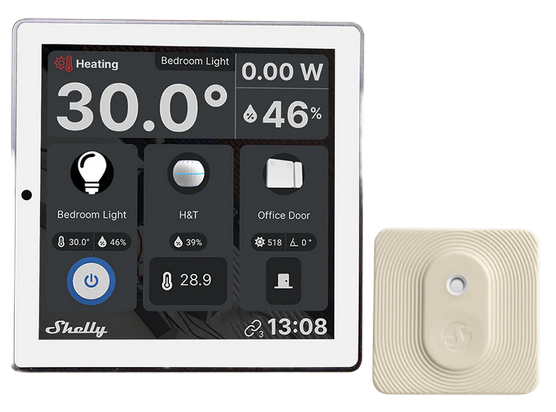 Heating
Bedroom Light
0.00 W
30.0°
46%
Bedroom Light
H&T
Office Door
30.0° 46%
39%
518 0°
28.9
Shelly
3
13:08